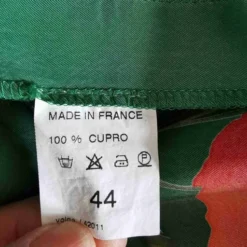 MADE IN FRANCE
100 % CUPRO
P
44